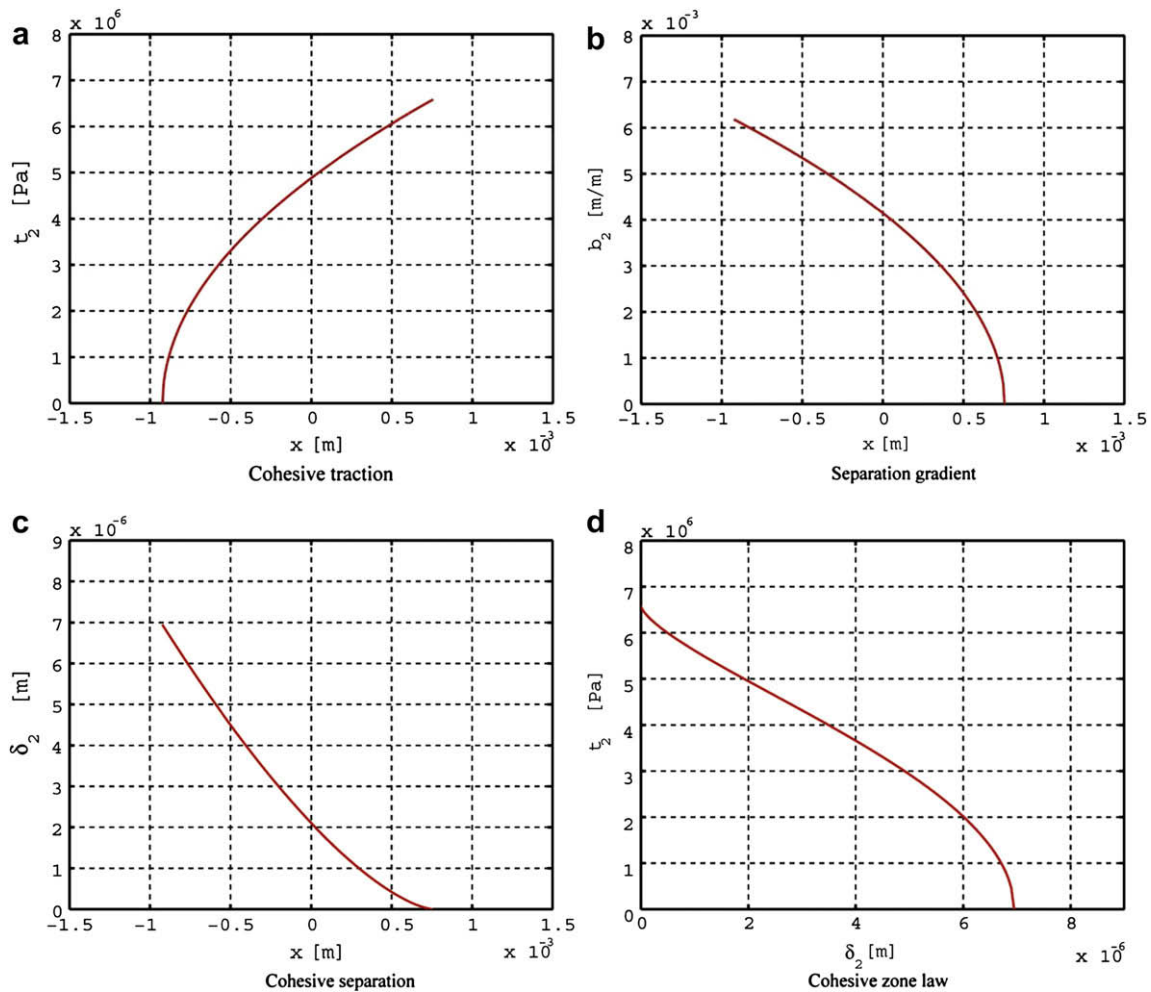 a
x 10^6
8
7
6
5
4
3
2
1
0
t_2 [Pa]
-1.5 -1 -0.5 0 0.5 1 1.5
x [m] x 10^-3
Cohesive traction
b
x 10^-3
8
7
6
5
4
3
2
1
0
b_2 [m/m]
-1.5 -1 -0.5 0 0.5 1 1.5
x [m] x 10^-3
Separation gradient
c
x 10^-6
9
8
7
6
5
4
3
2
1
0
δ_2 [m]
-1.5 -1 -0.5 0 0.5 1 1.5
x [m] x 10^-3
Cohesive separation
d
x 10^6
8
7
6
5
4
3
2
1
0
t_2 [Pa]
0 2 4 6 8
δ_2 [m] x 10^-6
Cohesive zone law